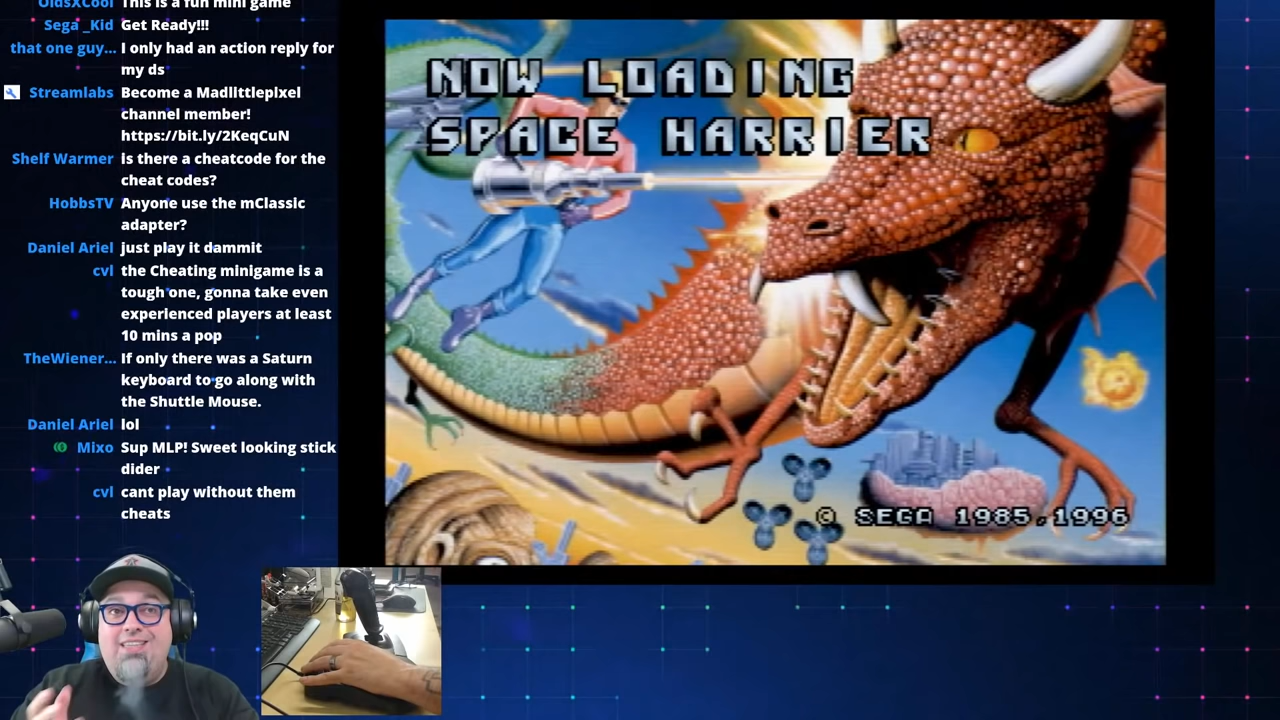 OldsXCool This is a fun mini game
Sega _Kid Get Ready!!!
that one guy... I only had an action reply for
my ds
Streamlabs Become a Madlittlepixel
channel member!
https://bit.ly/2KeqCuN
Shelf Warmer is there a cheatcode for the
cheat codes?
HobbsTV Anyone use the mClassic
adapter?
Daniel Ariel just play it dammit
cvl the Cheating minigame is a
tough one, gonna take even
experienced players at least
10 mins a pop
TheWiener... If only there was a Saturn
keyboard to go along with
the Shuttle Mouse.
Daniel Ariel lol
Mixo Sup MLP! Sweet looking stick
dider
cvl cant play without them
cheats
NOW LOADING
SPACE HARRIER
© SEGA 1985,1996